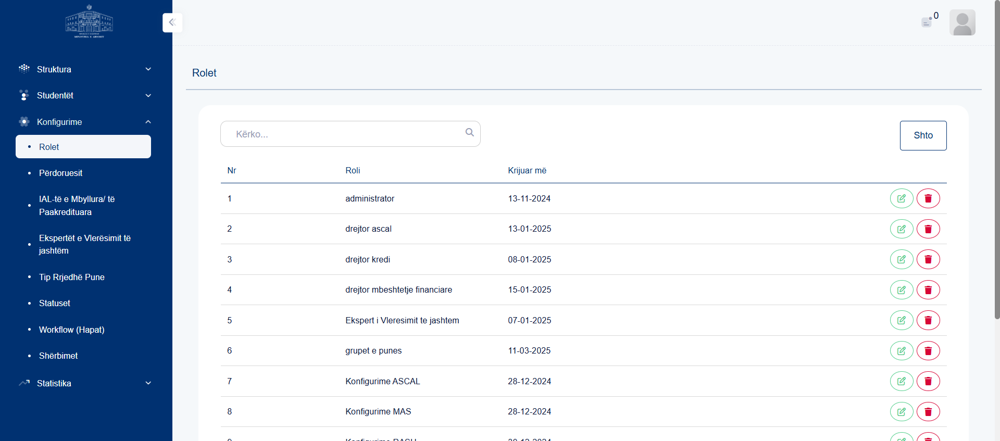 MINISTRIA E ARSIMIT
0
Struktura
Studentët
Konfigurime
Rolet
Përdoruesit
IAL-të e Mbyllura/ të
Paakredituara
Ekspertët e Vlerësimit të
jashtëm
Tip Rrjedhë Pune
Statuset
Workflow (Hapat)
Shërbimet
Statistika
Rolet
Kërko...
Shto
Nr Roli Krijuar më
1 administrator 13-11-2024
2 drejtor ascal 13-01-2025
3 drejtor kredi 08-01-2025
4 drejtor mbeshtetje financiare 15-01-2025
5 Ekspert i Vleresimit te jashtem 07-01-2025
6 grupet e punes 11-03-2025
7 Konfigurime ASCAL 28-12-2024
8 Konfigurime MAS 28-12-2024